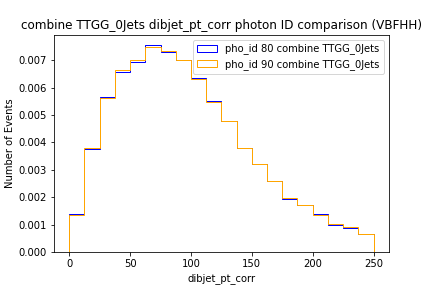 combine TTGG_0Jets dibjet_pt_corr photon ID comparison (VBFHH)
pho_id 80 combine TTGG_0Jets
pho_id 90 combine TTGG_0Jets
Number of Events
0.007
0.006
0.005
0.004
0.003
0.002
0.001
0.000
0 50 100 150 200 250
dibjet_pt_corr